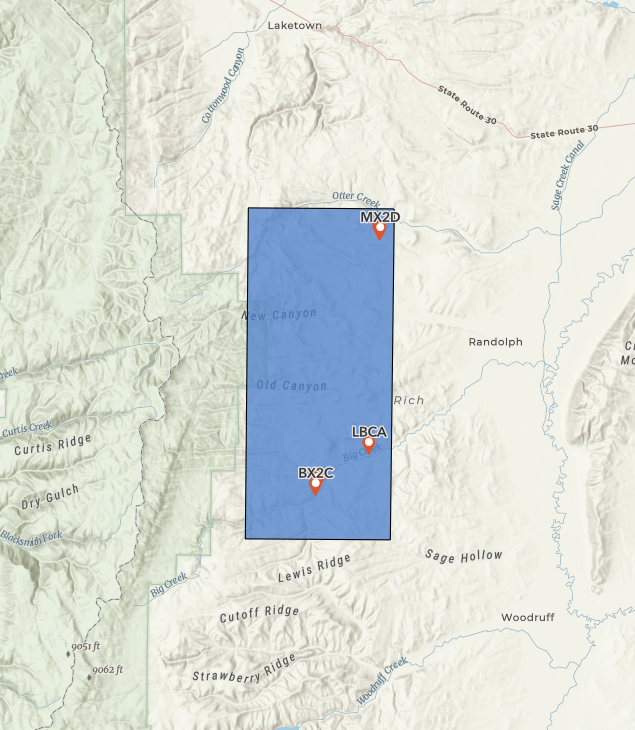 Laketown
Cottonwood Canyon
State Route 30
State Route 30
Sage Creek Canal
Otter Creek
MX2D
New Canyon
Randolph
Old Canyon
Rich
reek
Curtis Creek
Curtis Ridge
LBCA
Big Creek
BX2C
Dry Gulch
Blacksmith Fork
Lewis Ridge
Sage Hollow
Big Creek
Cutoff Ridge
Woodruff
9051 ft
9062 ft
Strawberry Ridge
Woodruff Creek